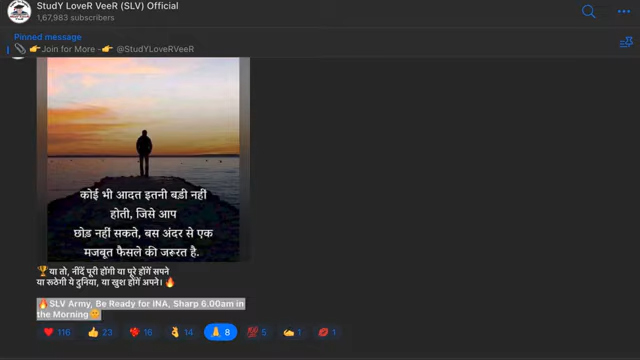 StudY LoveR VeeR (SLV) Official
1,67,983 subscribers
Pinned message
📎 👉Join for More -👉 @StudYLoveRVeeR
कोई भी आदत इतनी बड़ी नहीं
होती, जिसे आप
छोड़ नहीं सकते, बस अंदर से एक
मजबूत फैसले की जरूरत है.
🏆या तो, नींदें पूरी होंगी या पूरे होंगें सपने
या रूठेगी ये दुनिया, या खुश होंगें अपने। 🔥
🔥SLV Army, Be Ready for INA, Sharp 6.00am in
the Morning🌞
❤️ 116 👍 23 ❤️‍🔥 16 👌 14 🙏 8 💯 5 ✍️ 1 💋 1